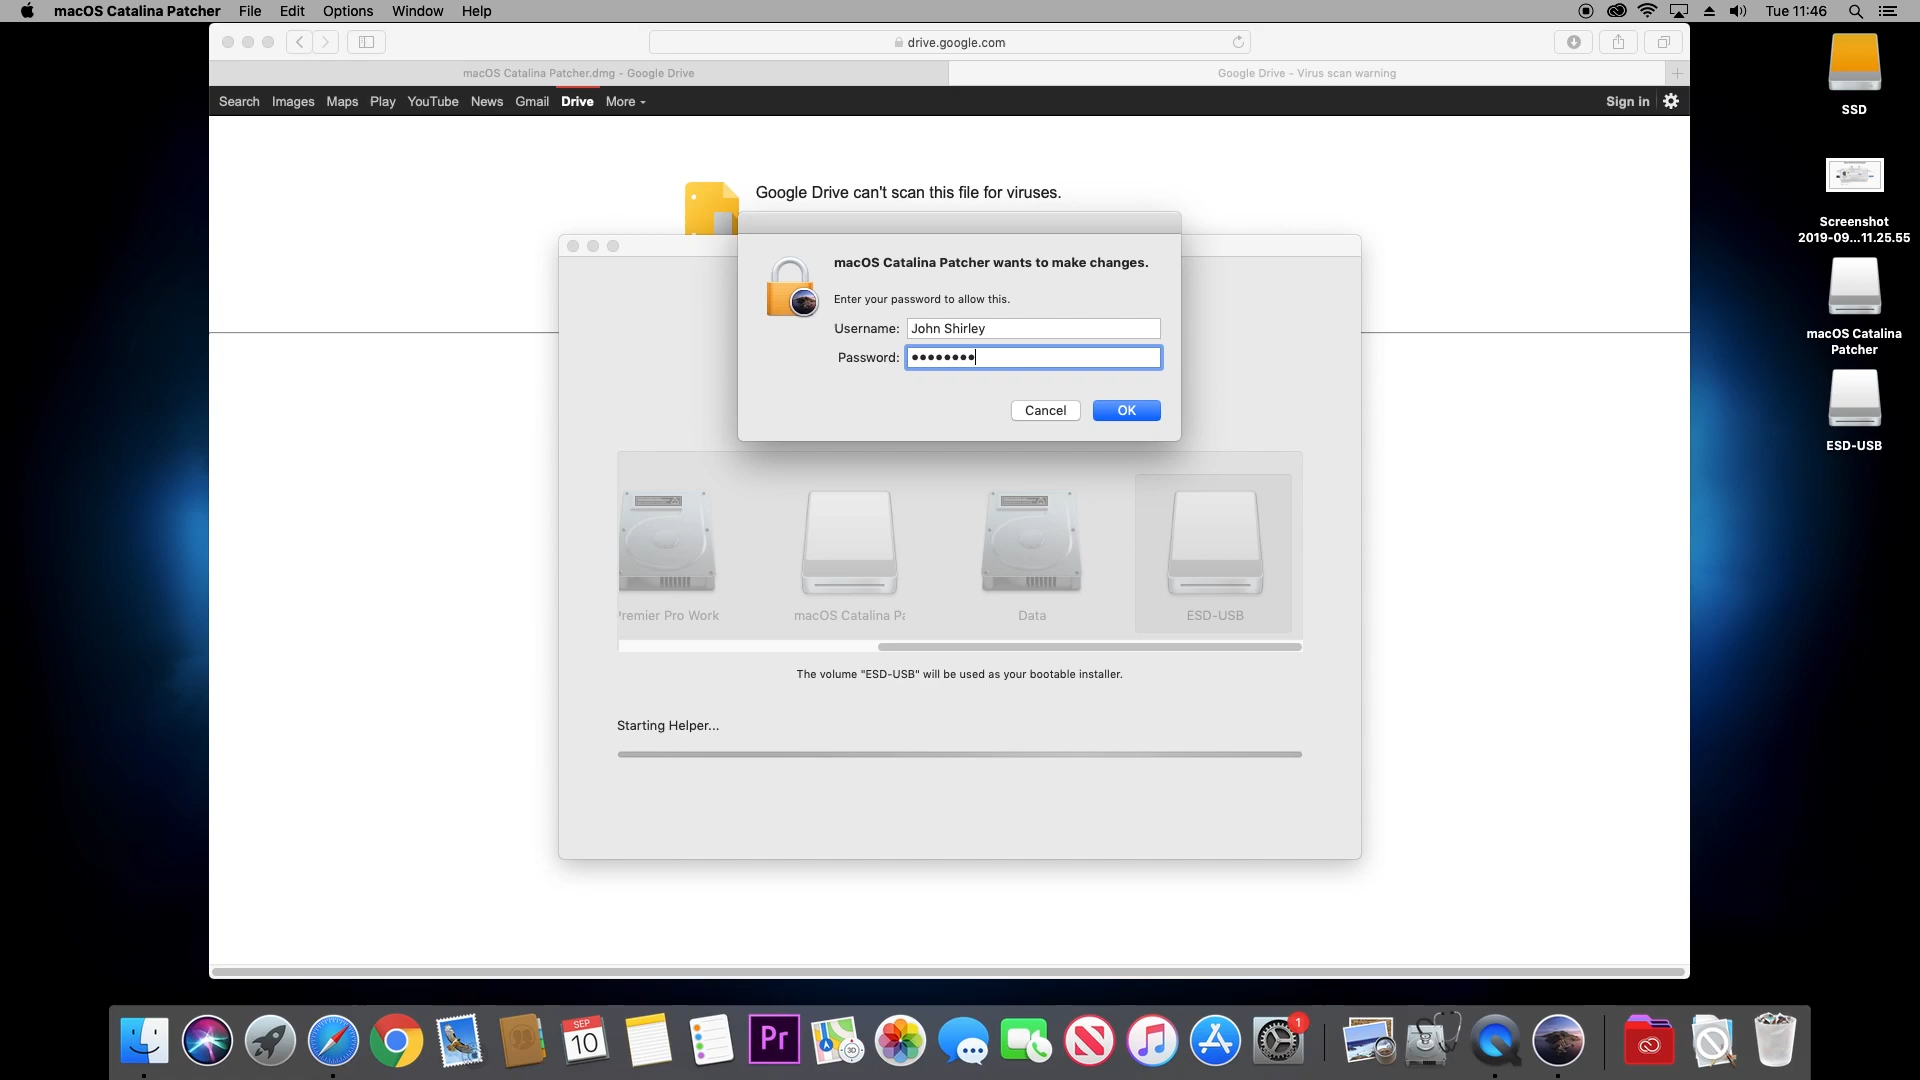 macOS Catalina Patcher File Edit Options Window Help
Tue 11:46
drive.google.com
macOS Catalina Patcher.dmg - Google Drive
Google Drive - Virus scan warning
Search Images Maps Play YouTube News Gmail Drive More
Sign in
Google Drive can't scan this file for viruses.
macOS Catalina Patcher wants to make changes.
Enter your password to allow this.
Username: John Shirley
Password: ●●●●●●●●
Cancel OK
Premier Pro Work
macOS Catalina Pa
Data
ESD-USB
The volume "ESD-USB" will be used as your bootable installer.
Starting Helper...
SSD
Screenshot
2019-09...11.25.55
macOS Catalina
Patcher
ESD-USB
SEP
10
Pr
3D
1